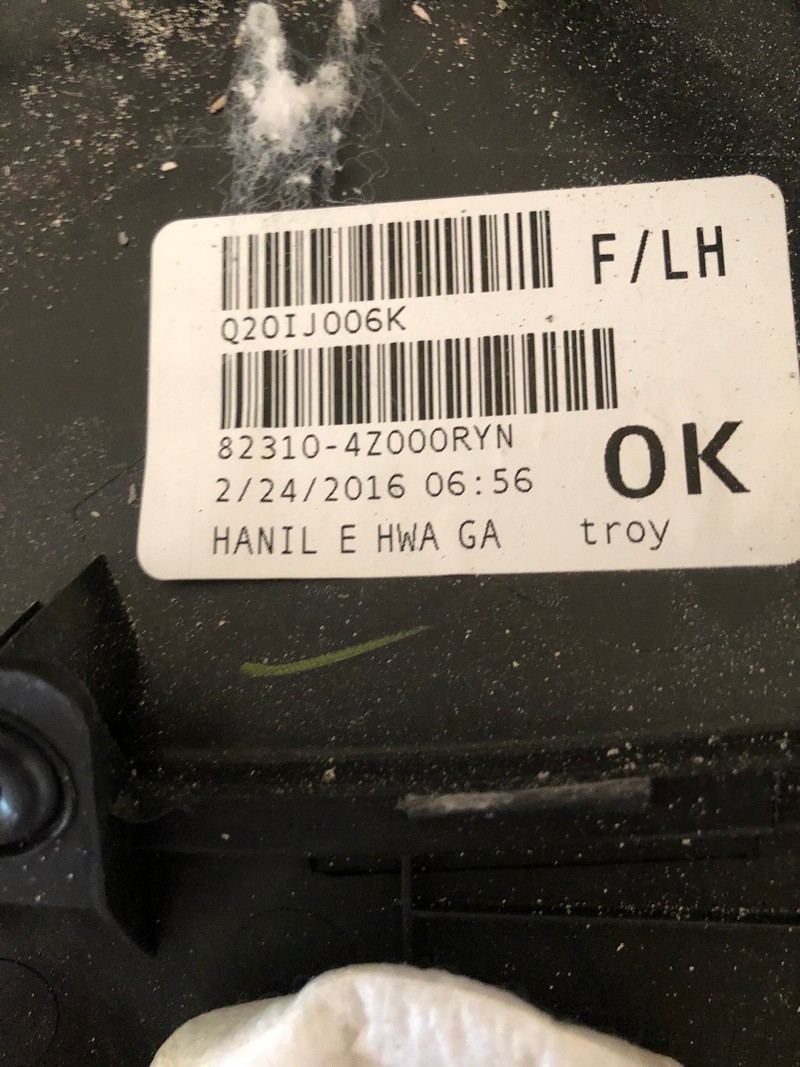 F/LH
Q20IJ006K
82310-4Z000RYN
2/24/2016 06:56
OK
HANIL E HWA GA troy